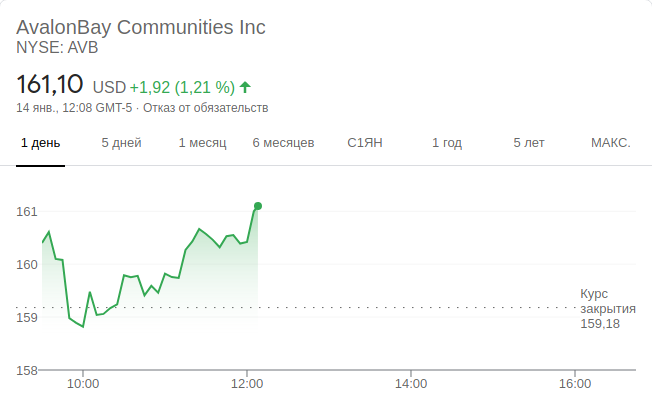 AvalonBay Communities Inc
NYSE: AVB
161,10 USD +1,92 (1,21 %)
14 янв., 12:08 GMT-5 · Отказ от обязательств
1 день 5 дней 1 месяц 6 месяцев С1ЯН 1 год 5 лет МАКС.
161
160
Курс
закрытия
159,18
159
158
10:00 12:00 14:00 16:00